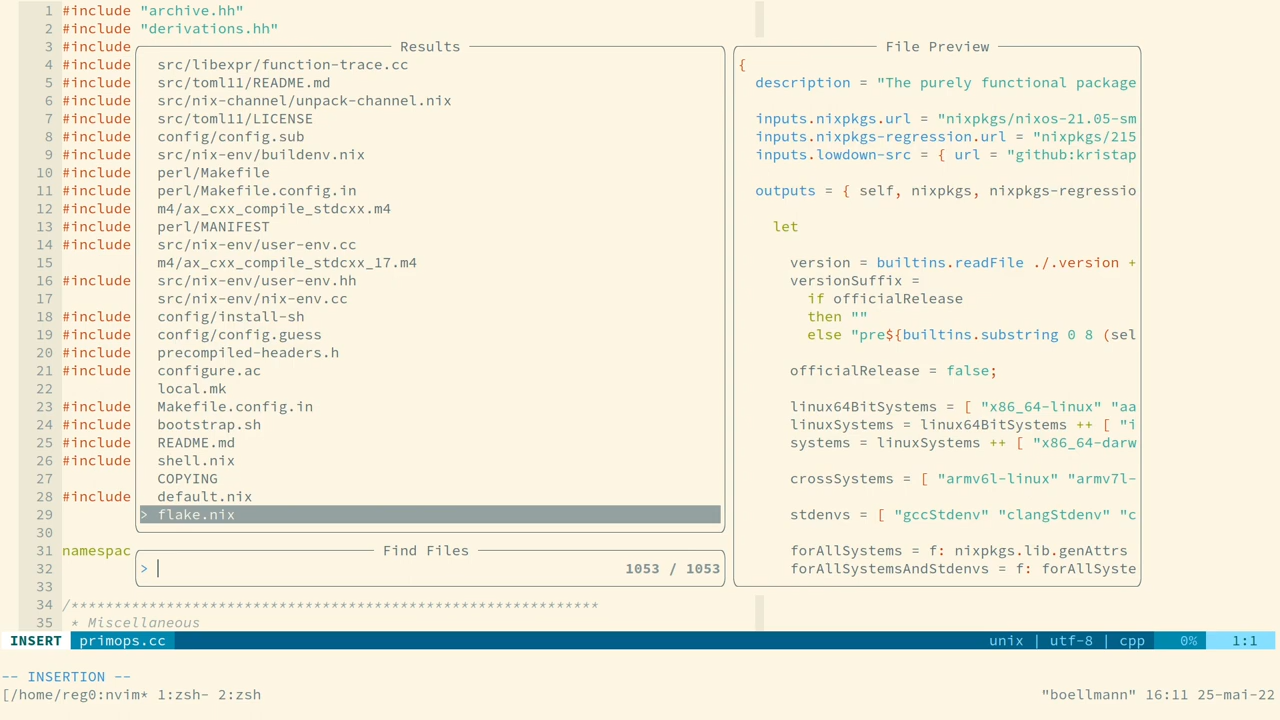 1 #include "archive.hh"
2 #include "derivations.hh"
3 #include
4 #include
5 #include
6 #include
7 #include
8 #include
9 #include
10 #include
11 #include
12 #include
13 #include
14 #include
15
16 #include
17
18 #include
19 #include
20 #include
21 #include
22
23 #include
24 #include
25 #include
26 #include
27
28 #include
29
30
31 namespac
32
33
34 /*************************************************************
35  * Miscellaneous
Results
src/libexpr/function-trace.cc
src/toml11/README.md
src/nix-channel/unpack-channel.nix
src/toml11/LICENSE
config/config.sub
src/nix-env/buildenv.nix
perl/Makefile
perl/Makefile.config.in
m4/ax_cxx_compile_stdcxx.m4
perl/MANIFEST
src/nix-env/user-env.cc
m4/ax_cxx_compile_stdcxx_17.m4
src/nix-env/user-env.hh
src/nix-env/nix-env.cc
config/install-sh
config/config.guess
precompiled-headers.h
configure.ac
local.mk
Makefile.config.in
bootstrap.sh
README.md
shell.nix
COPYING
default.nix
> flake.nix
Find Files
> 1053 / 1053
File Preview
{
description = "The purely functional package
inputs.nixpkgs.url = "nixpkgs/nixos-21.05-sm
inputs.nixpkgs-regression.url = "nixpkgs/215
inputs.lowdown-src = { url = "github:kristap
outputs = { self, nixpkgs, nixpkgs-regressio
let
version = builtins.readFile ./.version +
versionSuffix =
if officialRelease
then ""
else "pre${builtins.substring 0 8 (sel
officialRelease = false;
linux64BitSystems = [ "x86_64-linux" "aa
linuxSystems = linux64BitSystems ++ [ "i
systems = linuxSystems ++ [ "x86_64-darw
crossSystems = [ "armv6l-linux" "armv7l-
stdenvs = [ "gccStdenv" "clangStdenv" "c
forAllSystems = f: nixpkgs.lib.genAttrs
forAllSystemsAndStdenvs = f: forAllSyste
INSERT primops.cc unix | utf-8 | cpp 0% 1:1
-- INSERTION --
[/home/reg0:nvim* 1:zsh- 2:zsh "boellmann" 16:11 25-mai-22